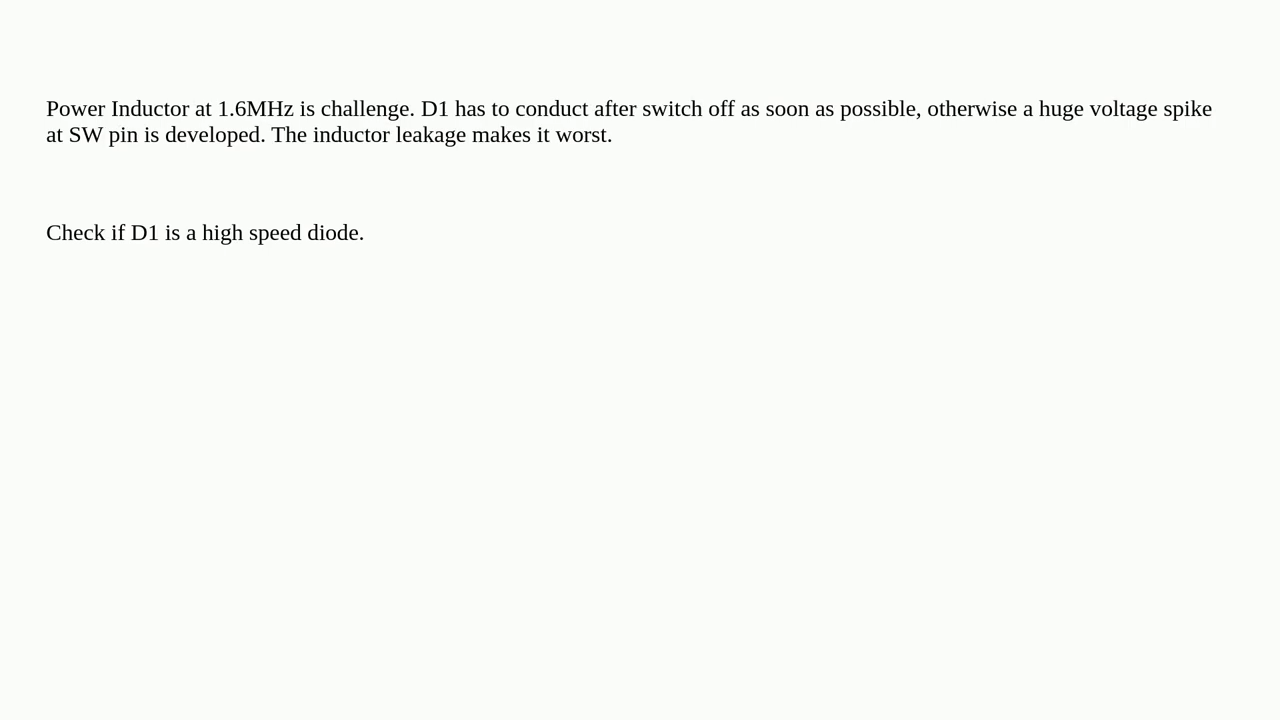 Power Inductor at 1.6MHz is challenge. D1 has to conduct after switch off as soon as possible, otherwise a huge voltage spike
at SW pin is developed. The inductor leakage makes it worst.
Check if D1 is a high speed diode.